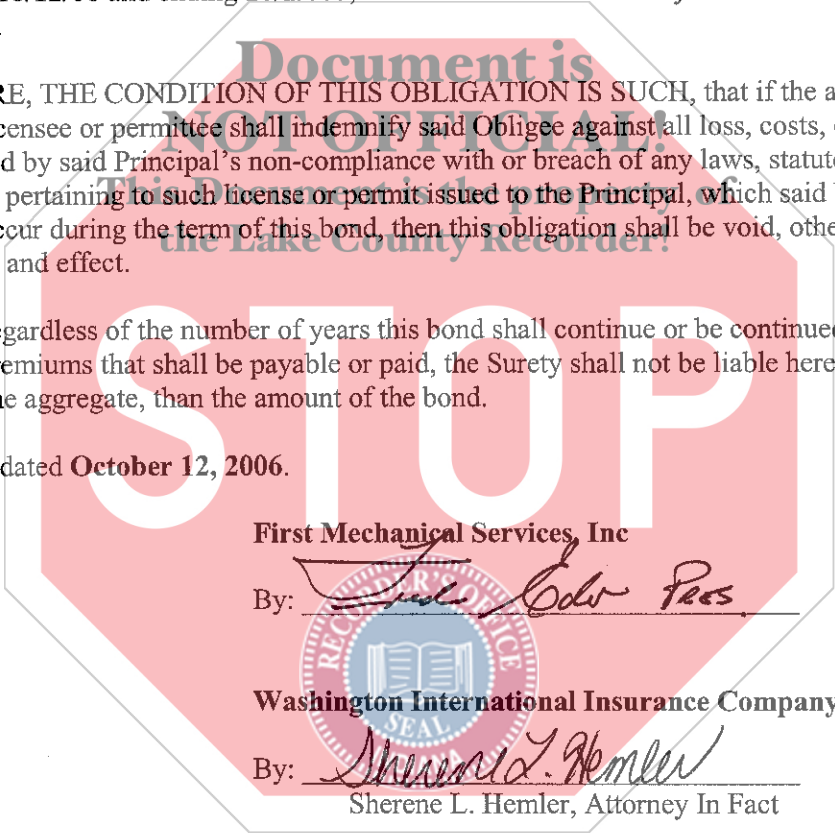 Document is
RE, THE CONDITION OF THIS OBLIGATION IS SUCH, that if the a
NOT OFFICIAL!
censee or permittee shall indemnify said Obligee against all loss, costs,
d by said Principal's non-compliance with or breach of any laws, statut
This Document is the property of
pertaining to such license or permit issued to the Principal, which said
ccur during the term of this bond, then this obligation shall be void, othe
the Lake County Recorder!
and effect.
STOP
egardless of the number of years this bond shall continue or be continued
remiums that shall be payable or paid, the Surety shall not be liable here
ne aggregate, than the amount of the bond.
dated October 12, 2006.
First Mechanical Services, Inc
By: Pres
RECORDER'S OFFICE
SEAL
Washington International Insurance Company
By: Sherene L. Hemler
Sherene L. Hemler, Attorney In Fact